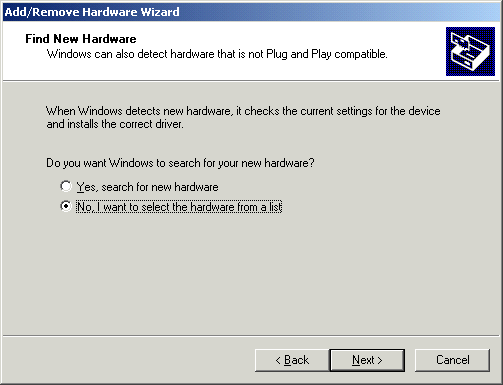 Add/Remove Hardware Wizard
Find New Hardware
Windows can also detect hardware that is not Plug and Play compatible.
When Windows detects new hardware, it checks the current settings for the device
and installs the correct driver.
Do you want Windows to search for your new hardware?
Yes, search for new hardware
No, I want to select the hardware from a list
< Back
Next >
Cancel